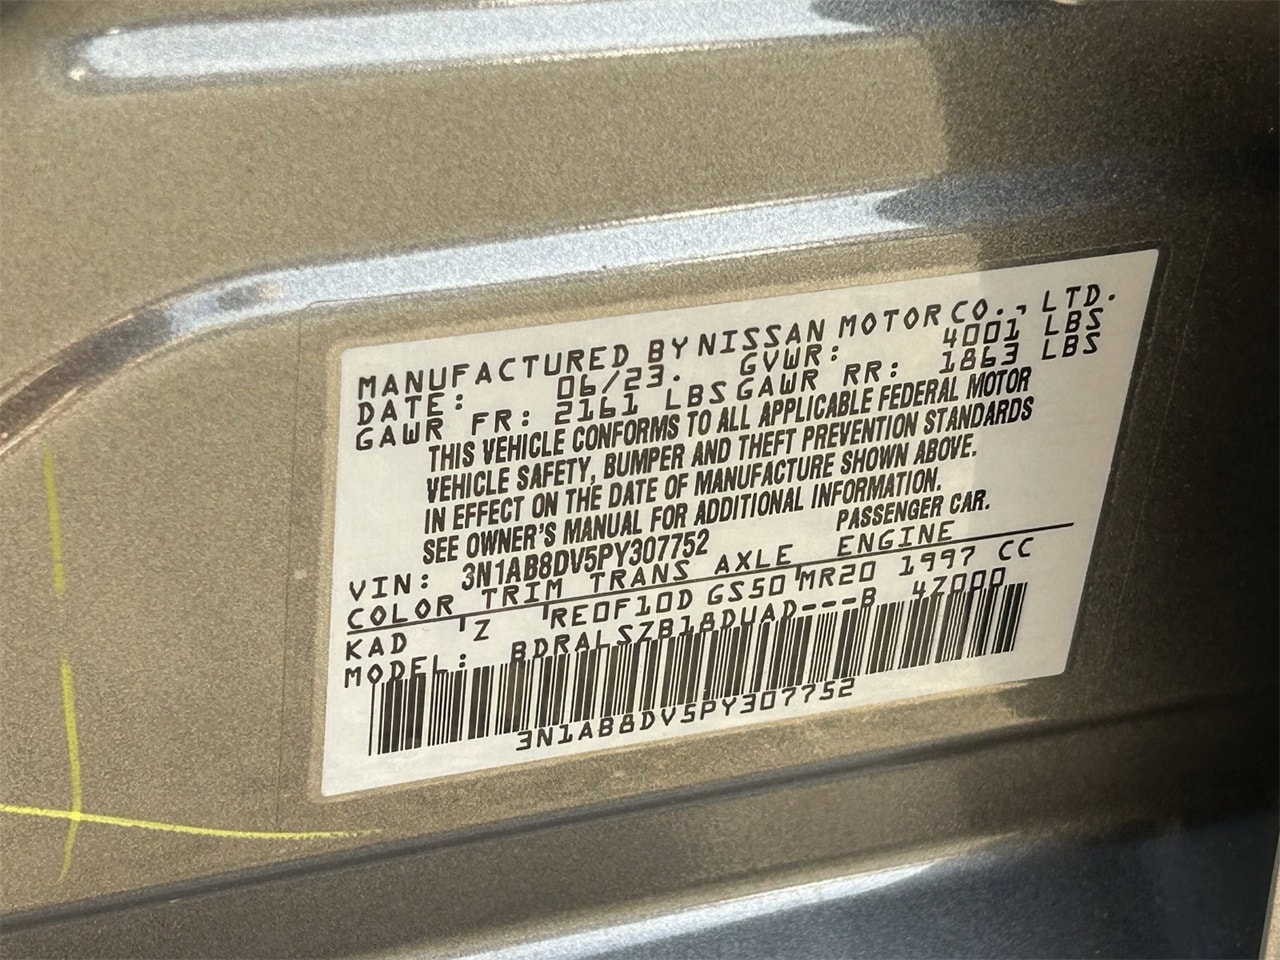 MANUFACTURED BY NISSAN MOTOR CO., LTD.
DATE: 06/23. GVWR: 4001 LBS
GAWR FR: 2161 LBS GAWR RR: 1863 LBS
THIS VEHICLE CONFORMS TO ALL APPLICABLE FEDERAL MOTOR
VEHICLE SAFETY, BUMPER AND THEFT PREVENTION STANDARDS
IN EFFECT ON THE DATE OF MANUFACTURE SHOWN ABOVE.
SEE OWNER'S MANUAL FOR ADDITIONAL INFORMATION.
VIN: 3N1AB8DV5PY307752 PASSENGER CAR.
COLOR TRIM TRANS AXLE ENGINE
KAD Z RE0F10D GS50 MR20 1997 CC
MODEL: BDRALSZB18DUAD---B 47000
3N1AB8DV5PY307752